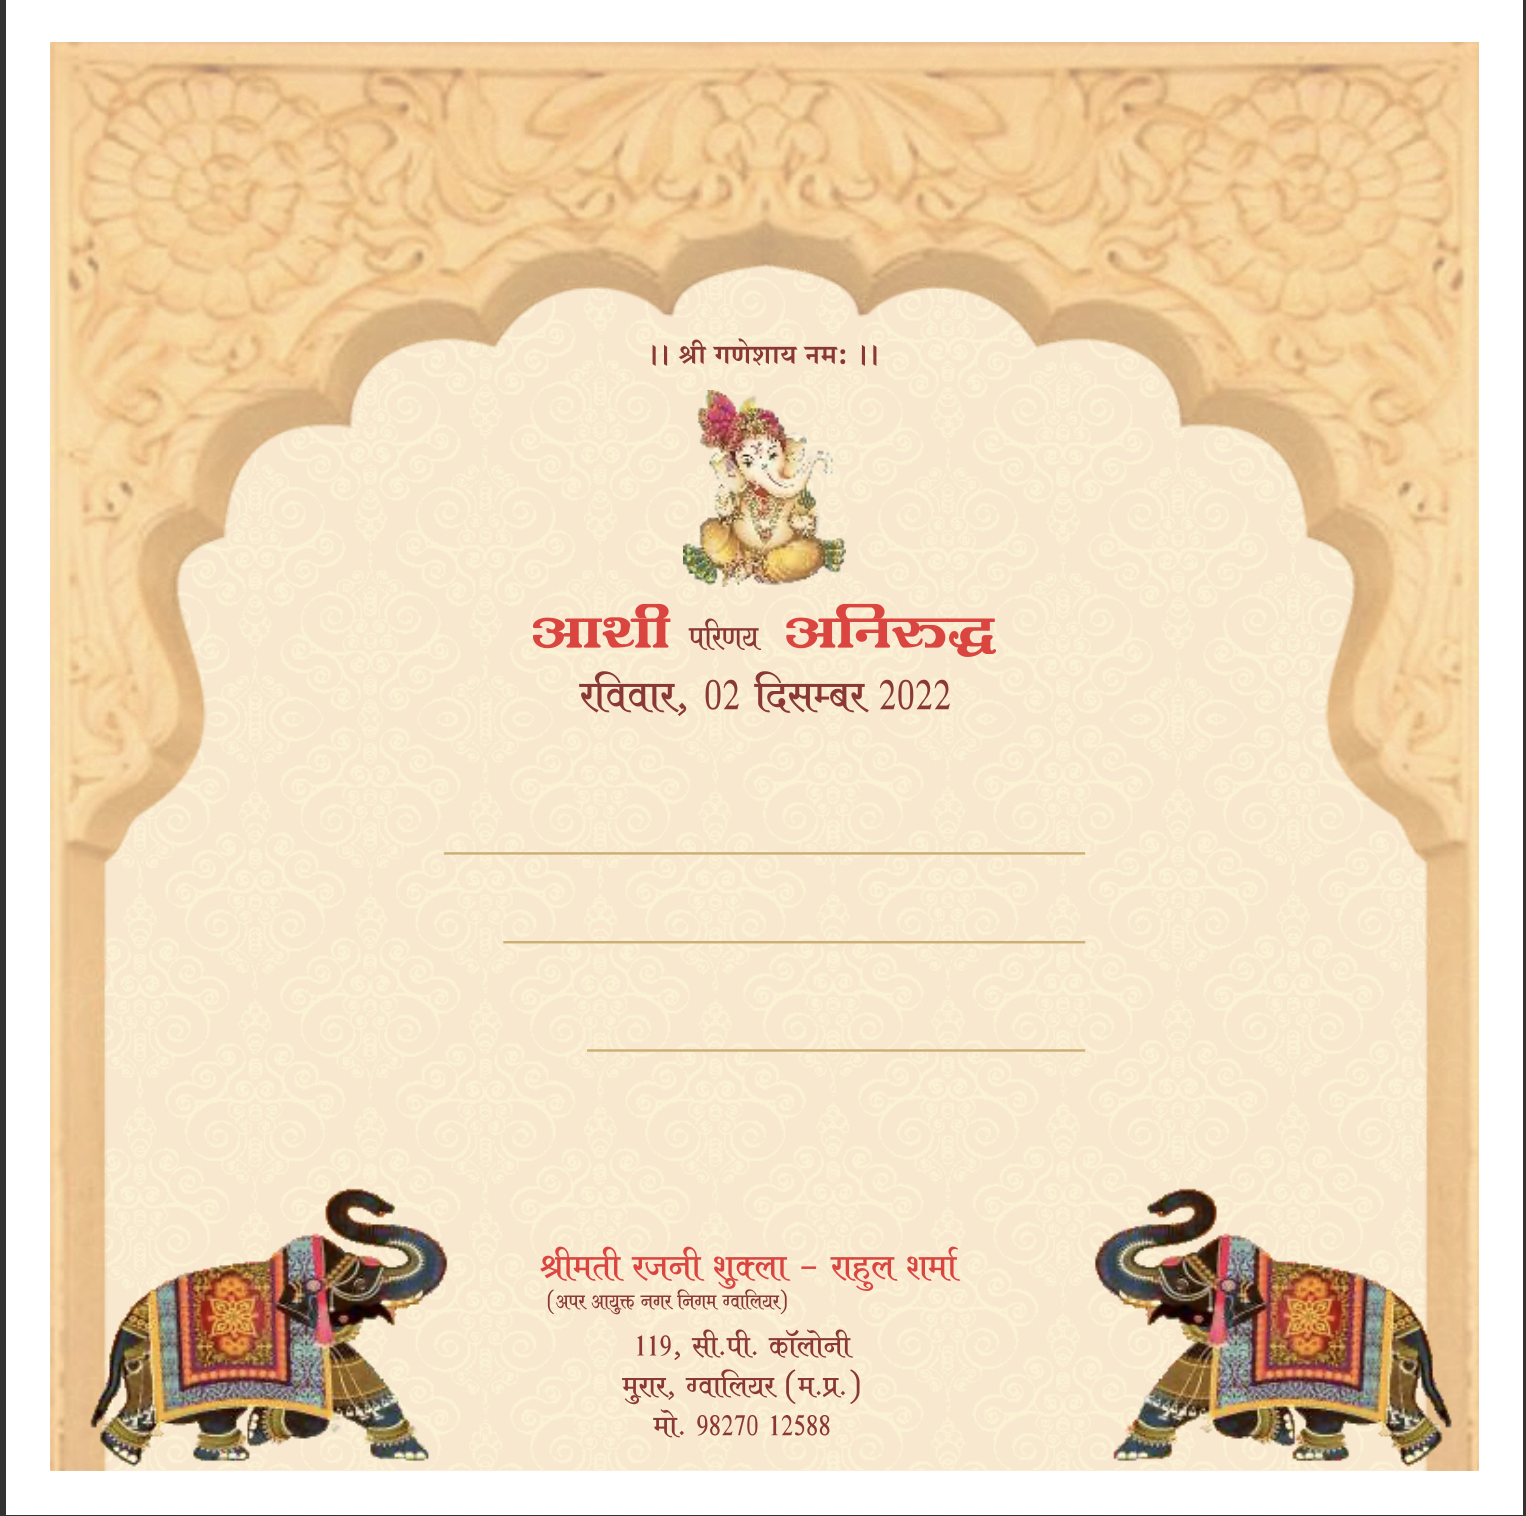 ।। श्री गणेशाय नम: ।।
आशी परिणय अनिरुद्ध
रविवार, 02 दिसम्बर 2022
श्रीमती रजनी शुक्ला – राहुल शर्मा
(अपर आयुक्त नगर निगम ग्वालियर)
119, सी.पी. कॉलोनी
मुरार, ग्वालियर (म.प्र.)
मो. 98270 12588